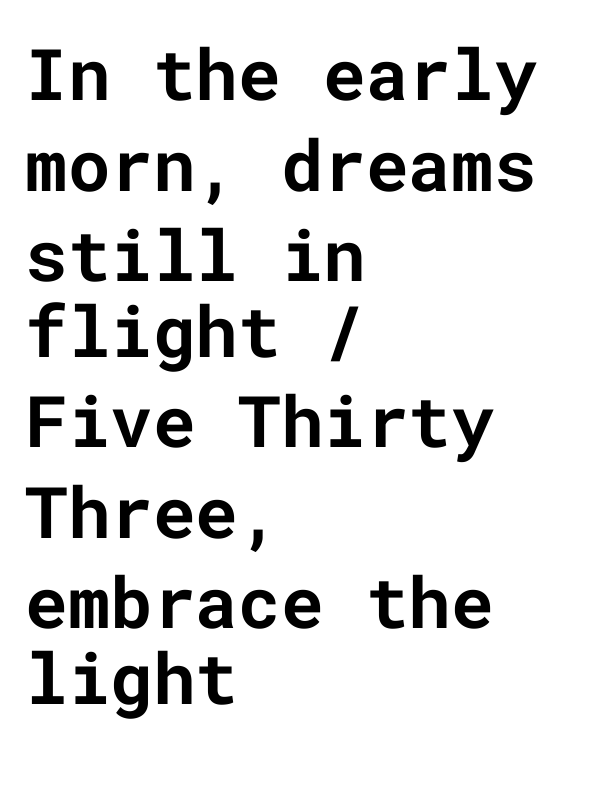 In the early
morn, dreams
still in
flight /
Five Thirty
Three,
embrace the
light